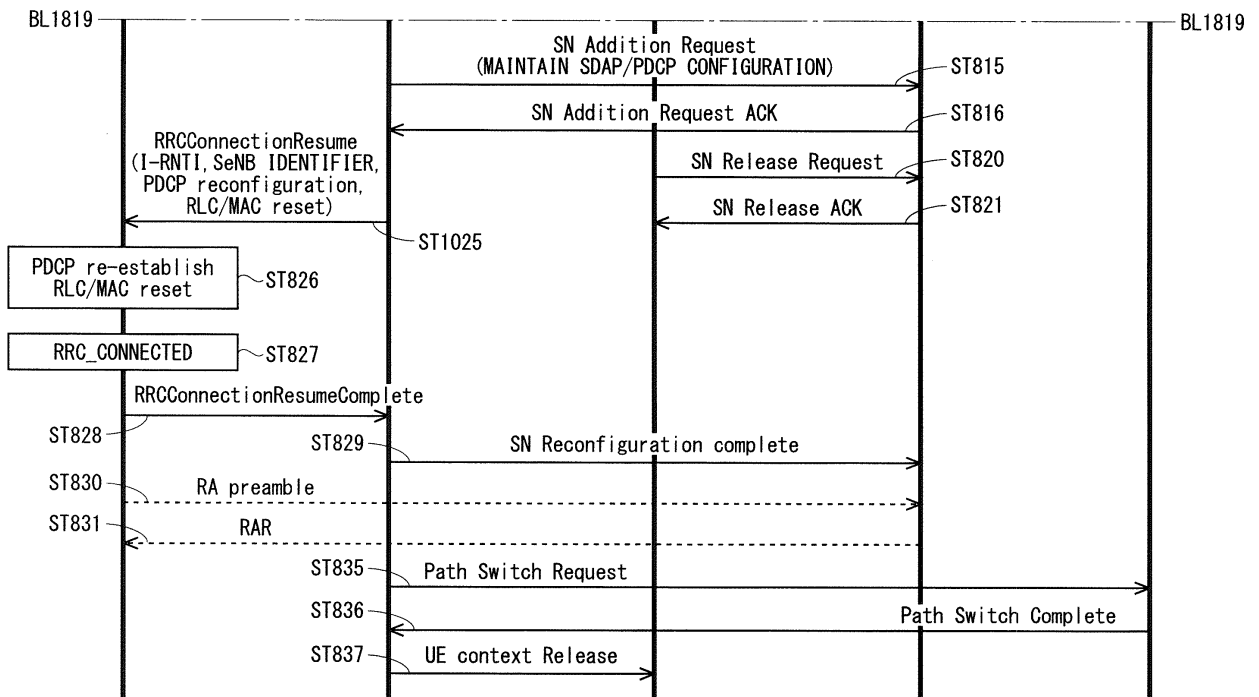 BL1819
BL1819
SN Addition Request
(MAINTAIN SDAP/PDCP CONFIGURATION)
ST815
SN Addition Request ACK
ST816
RRCConnectionResume
(I-RNTI, SeNB IDENTIFIER,
PDCP reconfiguration,
RLC/MAC reset)
SN Release Request
ST820
SN Release ACK
ST821
ST1025
PDCP re-establish
RLC/MAC reset
ST826
RRC_CONNECTED
ST827
RRCConnectionResumeComplete
ST828
ST829
SN Reconfiguration complete
ST830
RA preamble
ST831
RAR
ST835
Path Switch Request
ST836
Path Switch Complete
ST837
UE context Release